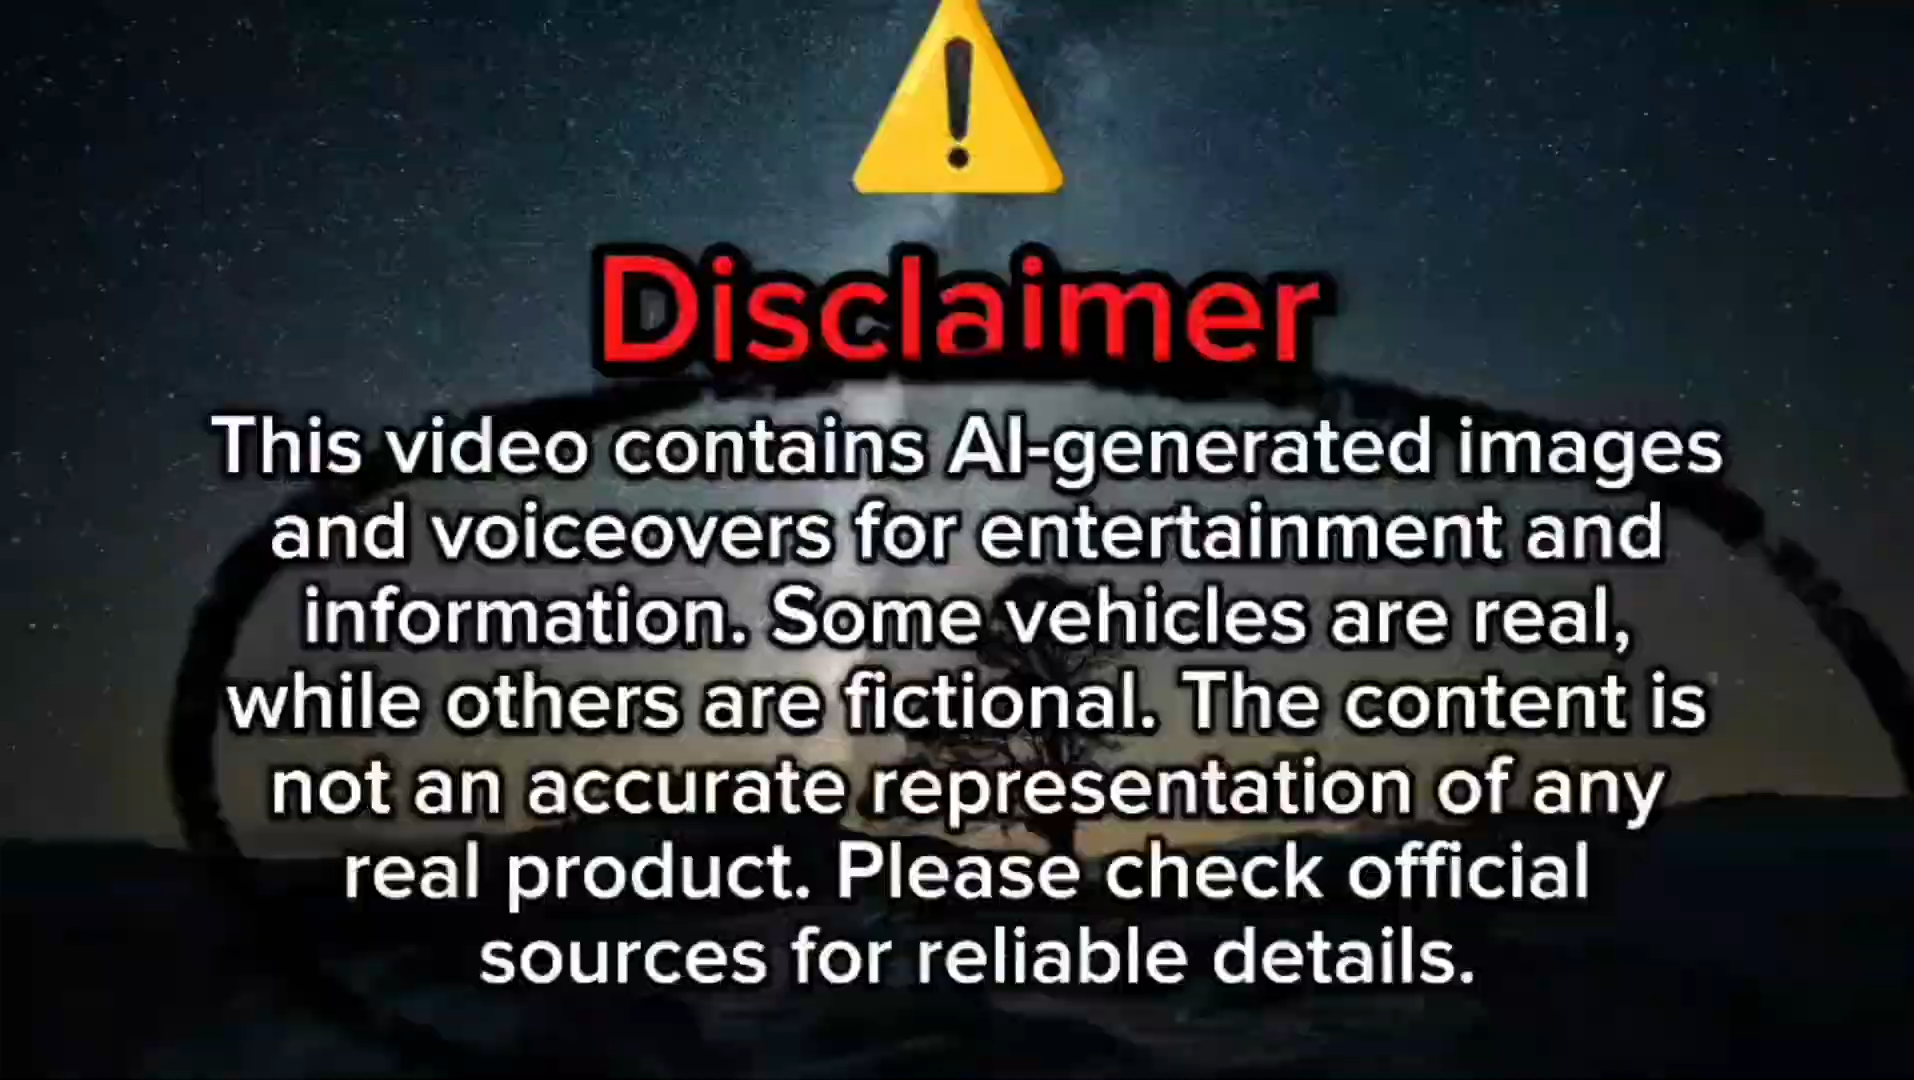 Disclaimer
This video contains AI-generated images
and voiceovers for entertainment and
information. Some vehicles are real,
while others are fictional. The content is
not an accurate representation of any
real product. Please check official
sources for reliable details.